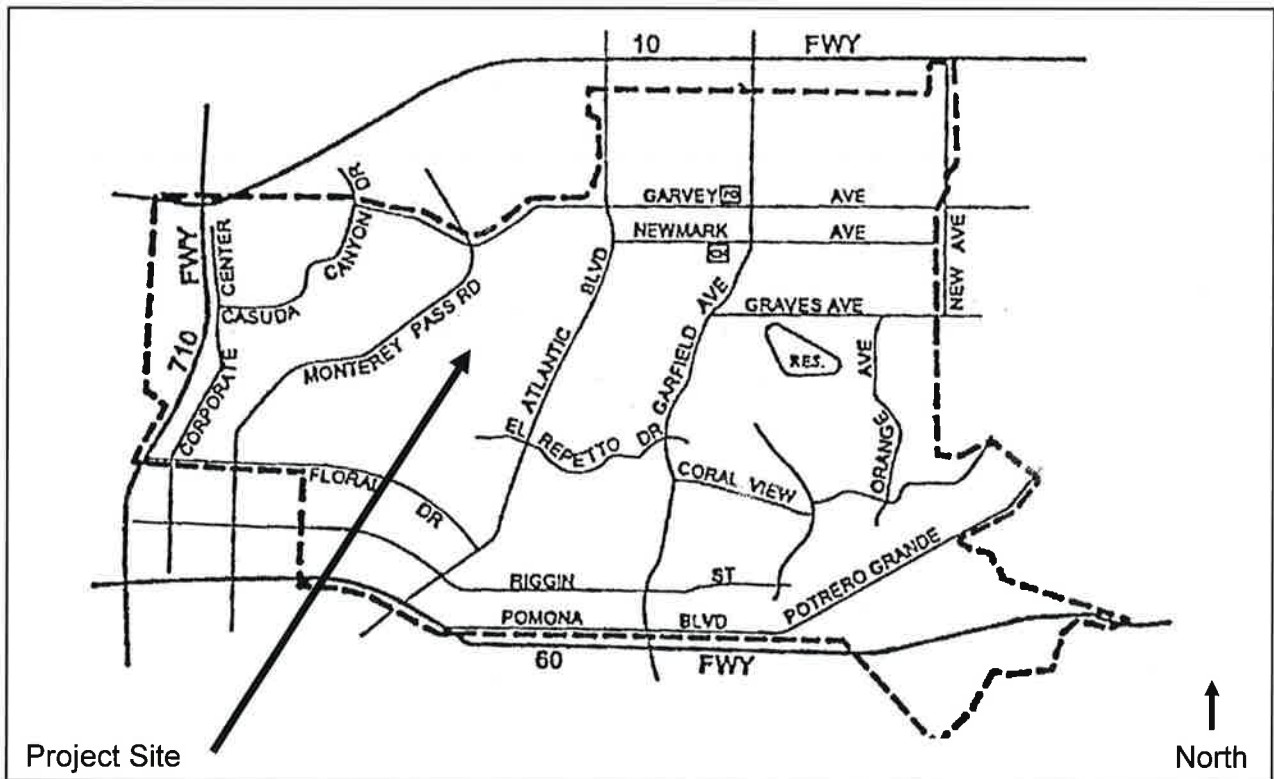 10 FWY
GARVEY AVE
NEWMARK AVE
DR
CANYON
CENTER
FWY
CASUDA
BLVD
AVE
NEW AVE
GRAVES AVE
MONTEREY PASS RD
710
CORPORATE
ATLANTIC
GARFIELD
RES.
AVE
ORANGE
EL REPETTO DR
CORAL VIEW
FLORAL
DR
RIGGIN ST
POTRERO GRANDE
POMONA BLVD
60 FWY
Project Site
North